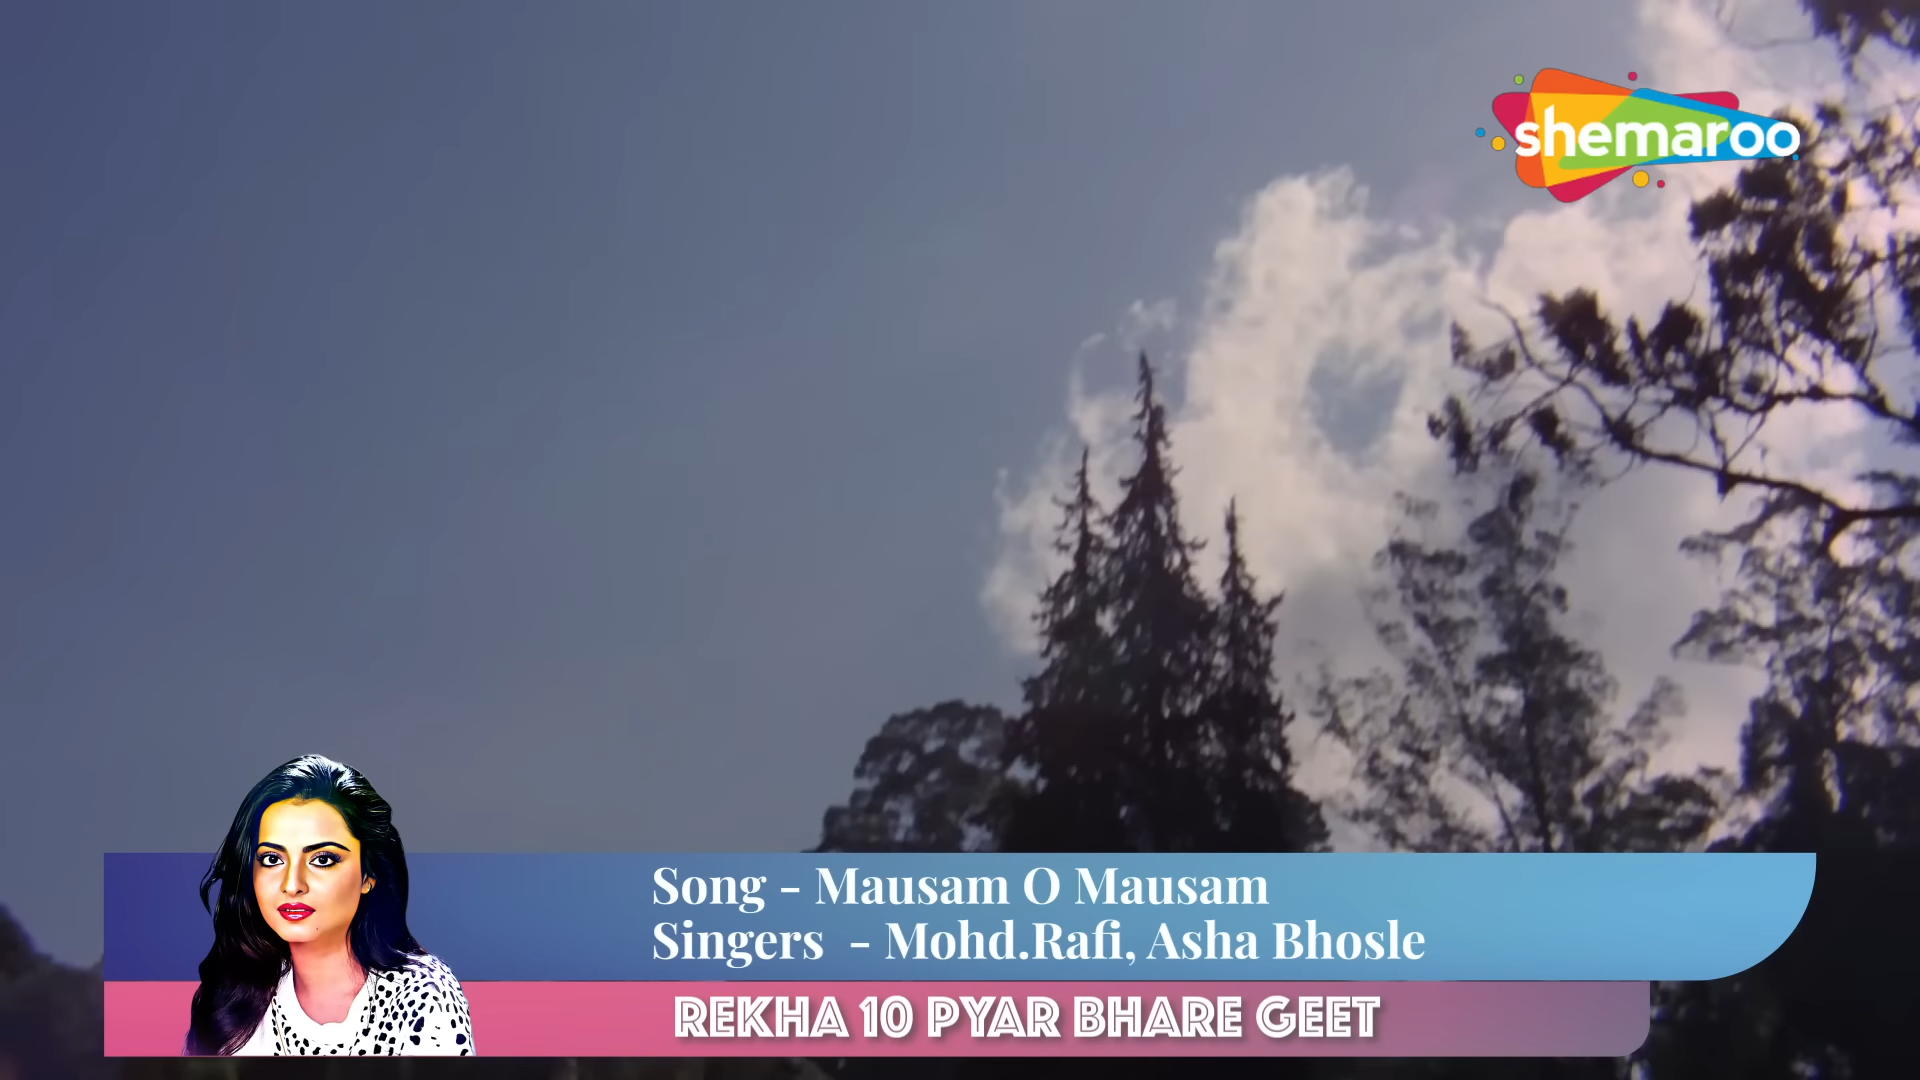 shemaroo
Song - Mausam O Mausam
Singers - Mohd.Rafi, Asha Bhosle
REKHA 10 PYAR BHARE GEET